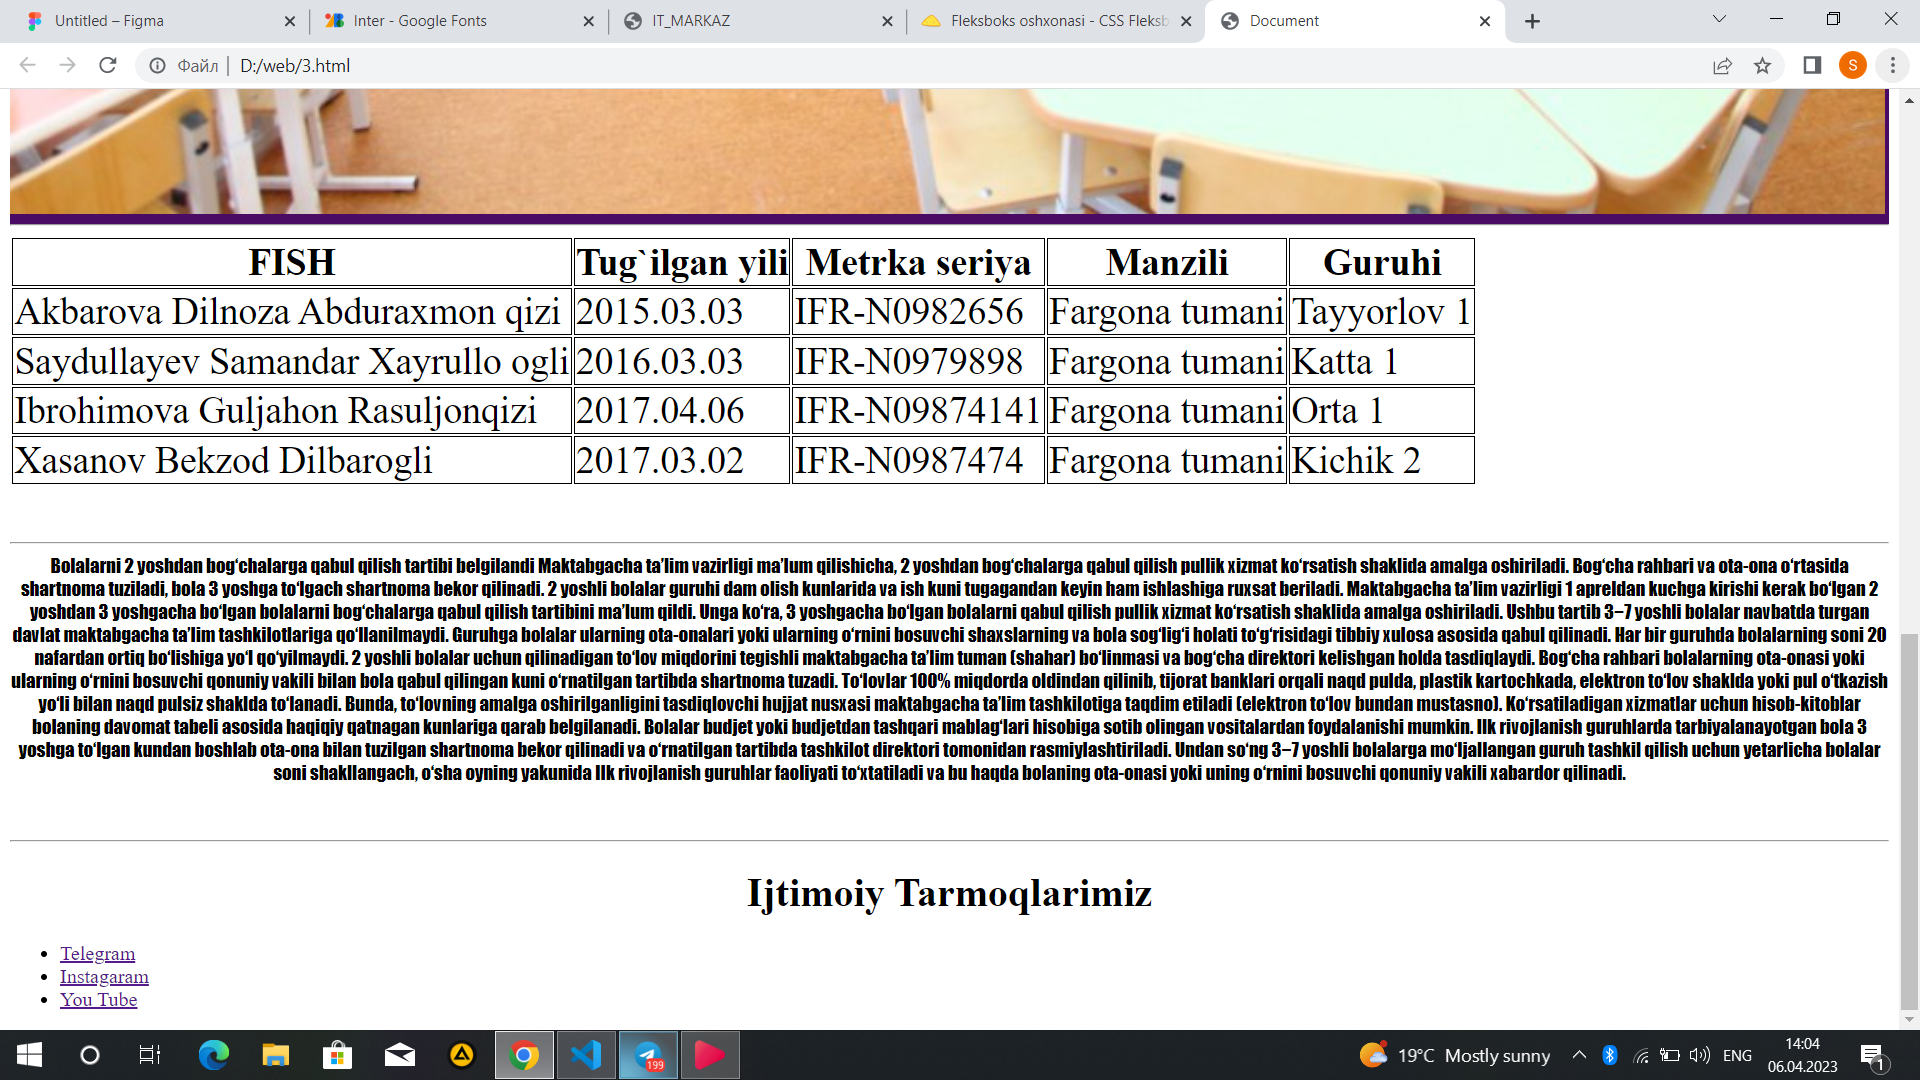 Untitled – Figma
Inter - Google Fonts
IT_MARKAZ
Fleksboks oshxonasi - CSS Fleksb
Document
Файл
D:/web/3.html
S
FISH Tug`ilgan yili Metrka seriya Manzili Guruhi
Akbarova Dilnoza Abduraxmon qizi 2015.03.03 IFR-N0982656 Fargona tumani Tayyorlov 1
Saydullayev Samandar Xayrullo ogli 2016.03.03 IFR-N0979898 Fargona tumani Katta 1
Ibrohimova Guljahon Rasuljonqizi 2017.04.06 IFR-N09874141 Fargona tumani Orta 1
Xasanov Bekzod Dilbarogli 2017.03.02 IFR-N0987474 Fargona tumani Kichik 2
Bolalarni 2 yoshdan bog‘chalarga qabul qilish tartibi belgilandi Maktabgacha ta’lim vazirligi ma’lum qilishicha, 2 yoshdan bog‘chalarga qabul qilish pullik xizmat ko‘rsatish shaklida amalga oshiriladi. Bog‘cha rahbari va ota-ona o‘rtasida
shartnoma tuziladi, bola 3 yoshga to‘lgach shartnoma bekor qilinadi. 2 yoshli bolalar guruhi dam olish kunlarida va ish kuni tugagandan keyin ham ishlashiga ruxsat beriladi. Maktabgacha ta’lim vazirligi 1 apreldan kuchga kirishi kerak bo‘lgan 2
yoshdan 3 yoshgacha bo‘lgan bolalarni bog‘chalarga qabul qilish tartibini ma’lum qildi. Unga ko‘ra, 3 yoshgacha bo‘lgan bolalarni qabul qilish pullik xizmat ko‘rsatish shaklida amalga oshiriladi. Ushbu tartib 3–7 yoshli bolalar navbatda turgan
davlat maktabgacha ta’lim tashkilotlariga qo‘llanilmaydi. Guruhga bolalar ularning ota-onalari yoki ularning o‘rnini bosuvchi shaxslarning va bola sog‘lig‘i holati to‘g‘risidagi tibbiy xulosa asosida qabul qilinadi. Har bir guruhda bolalarning soni 20
nafardan ortiq bo‘lishiga yo‘l qo‘yilmaydi. 2 yoshli bolalar uchun qilinadigan to‘lov miqdorini tegishli maktabgacha ta’lim tuman (shahar) bo‘linmasi va bog‘cha direktori kelishgan holda tasdiqlaydi. Bog‘cha rahbari bolalarning ota-onasi yoki
ularning o‘rnini bosuvchi qonuniy vakili bilan bola qabul qilingan kuni o‘rnatilgan tartibda shartnoma tuzadi. To‘lovlar 100% miqdorda oldindan qilinib, tijorat banklari orqali naqd pulda, plastik kartochkada, elektron to‘lov shaklda yoki pul o‘tkazish
yo‘li bilan naqd pulsiz shaklda to‘lanadi. Bunda, to‘lovning amalga oshirilganligini tasdiqlovchi hujjat nusxasi maktabgacha ta’lim tashkilotiga taqdim etiladi (elektron to‘lov bundan mustasno). Ko‘rsatiladigan xizmatlar uchun hisob-kitoblar
bolaning davomat tabeli asosida haqiqiy qatnagan kunlariga qarab belgilanadi. Bolalar budjet yoki budjetdan tashqari mablag‘lari hisobiga sotib olingan vositalardan foydalanishi mumkin. Ilk rivojlanish guruhlarda tarbiyalanayotgan bola 3
yoshga to‘lgan kundan boshlab ota-ona bilan tuzilgan shartnoma bekor qilinadi va o‘rnatilgan tartibda tashkilot direktori tomonidan rasmiylashtiriladi. Undan so‘ng 3–7 yoshli bolalarga mo‘ljallangan guruh tashkil qilish uchun yetarlicha bolalar
soni shakllangach, o‘sha oyning yakunida Ilk rivojlanish guruhlar faoliyati to‘xtatiladi va bu haqda bolaning ota-onasi yoki uning o‘rnini bosuvchi qonuniy vakili xabardor qilinadi.
Ijtimoiy Tarmoqlarimiz
Telegram
Instagaram
You Tube
199
19°C Mostly sunny
ENG
14:04
06.04.2023
1